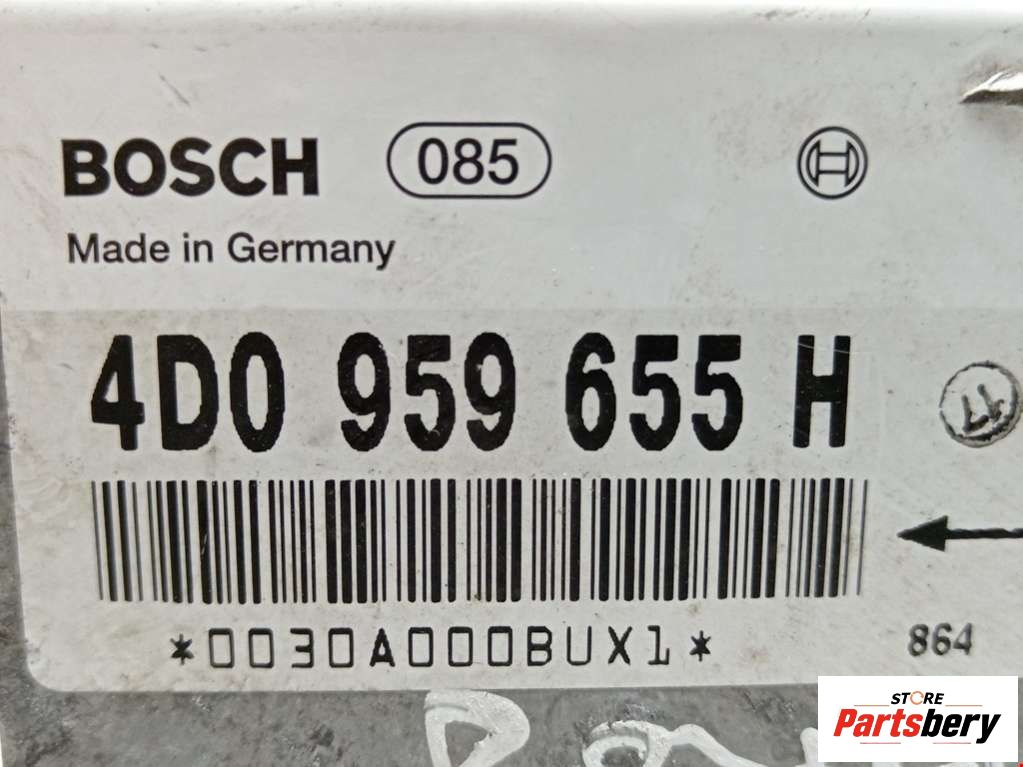 BOSCH 085
Made in Germany
4D0 959 655 H
*0030A000BUX1*
864
STORE
Partsbery